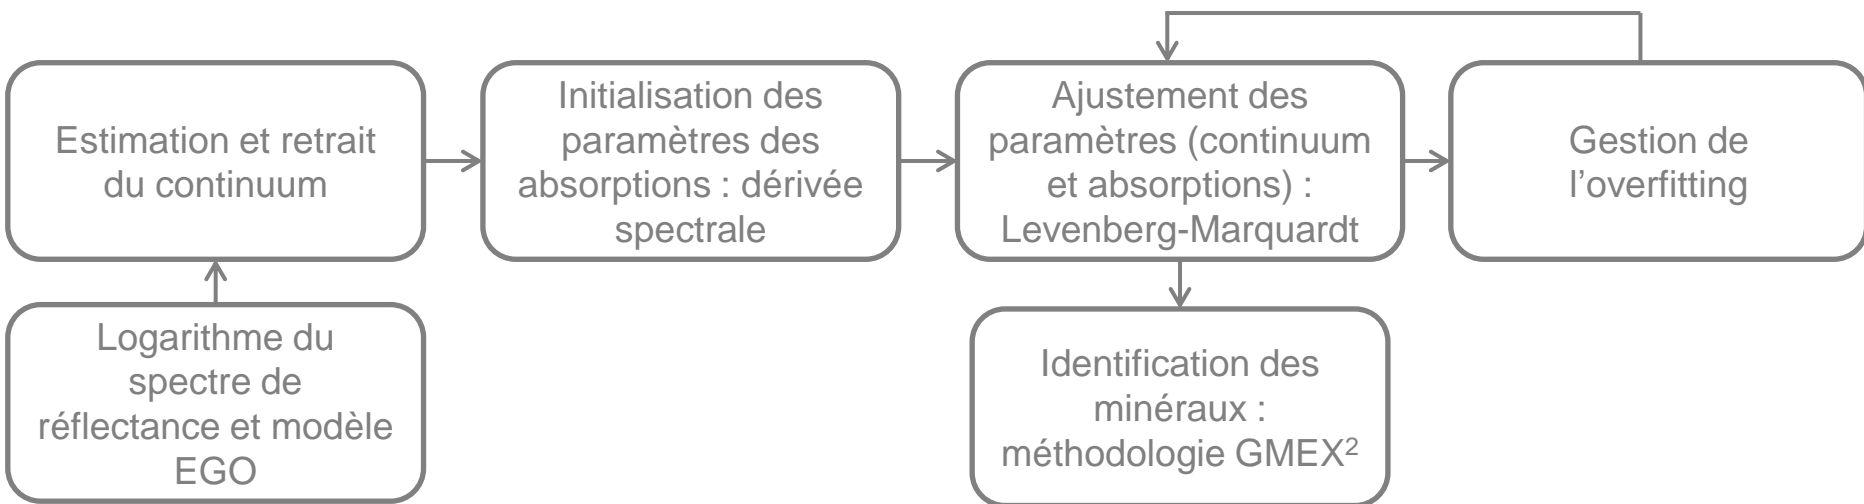 Estimation et retrait
du continuum
Initialisation des
paramètres des
absorptions : dérivée
spectrale
Ajustement des
paramètres (continuum
et absorptions) :
Levenberg-Marquardt
Gestion de
l’overfitting
Logarithme du
spectre de
réflectance et modèle
EGO
Identification des
minéraux :
méthodologie GMEX²